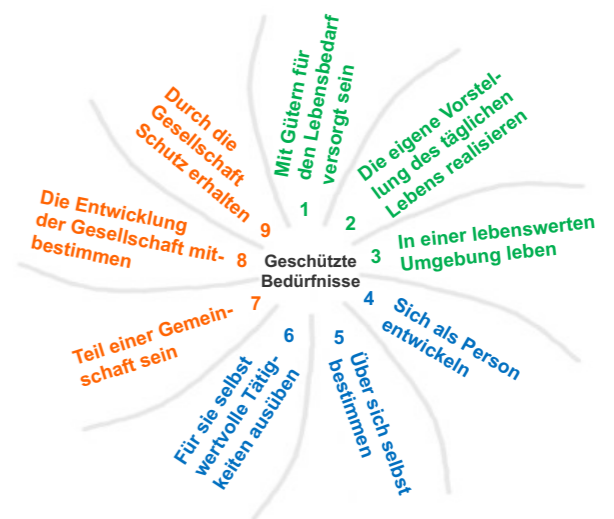 Geschützte
Bedürfnisse
1
Mit Gütern für
den Lebensbedarf
versorgt sein
2
Die eigene Vorstel-
lung des täglichen
Lebens realisieren
3
In einer lebenswerten
Umgebung leben
4
Sich als Person
entwickeln
5
Über sich selbst
bestimmen
6
Für sie selbst
wertvolle Tätig-
keiten ausüben
7
Teil einer Gemein-
schaft sein
8
Die Entwicklung
der Gesellschaft mit-
bestimmen
9
Durch die
Gesellschaft
Schutz erhalten